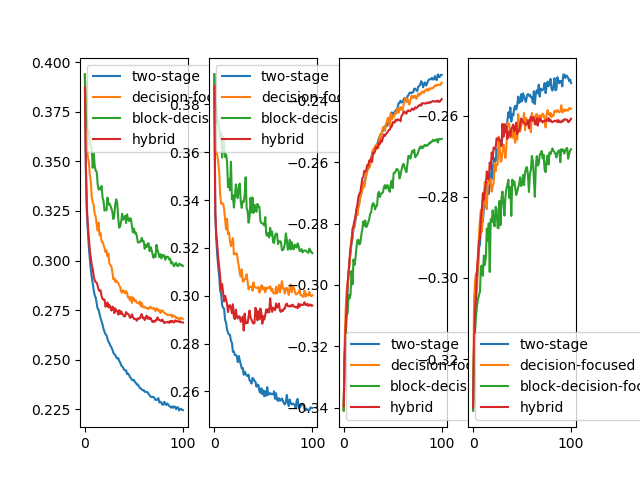 0.400
0.375
0.350
0.325
0.300
0.275
0.250
0.225
0
100
two-stage
decision-foc
block-decis
hybrid
0.38
0.36
0.34
0.32
0.30
0.28
0.26
0
100
two-stage
decision-foc
block-decis
hybrid
−0.24
−0.26
−0.28
−0.30
−0.32
−0.34
0
100
two-stage
decision-foc
block-decis
hybrid
−0.26
−0.28
−0.30
−0.32
0
100
two-stage
decision-focused
block-decision-foc
hybrid